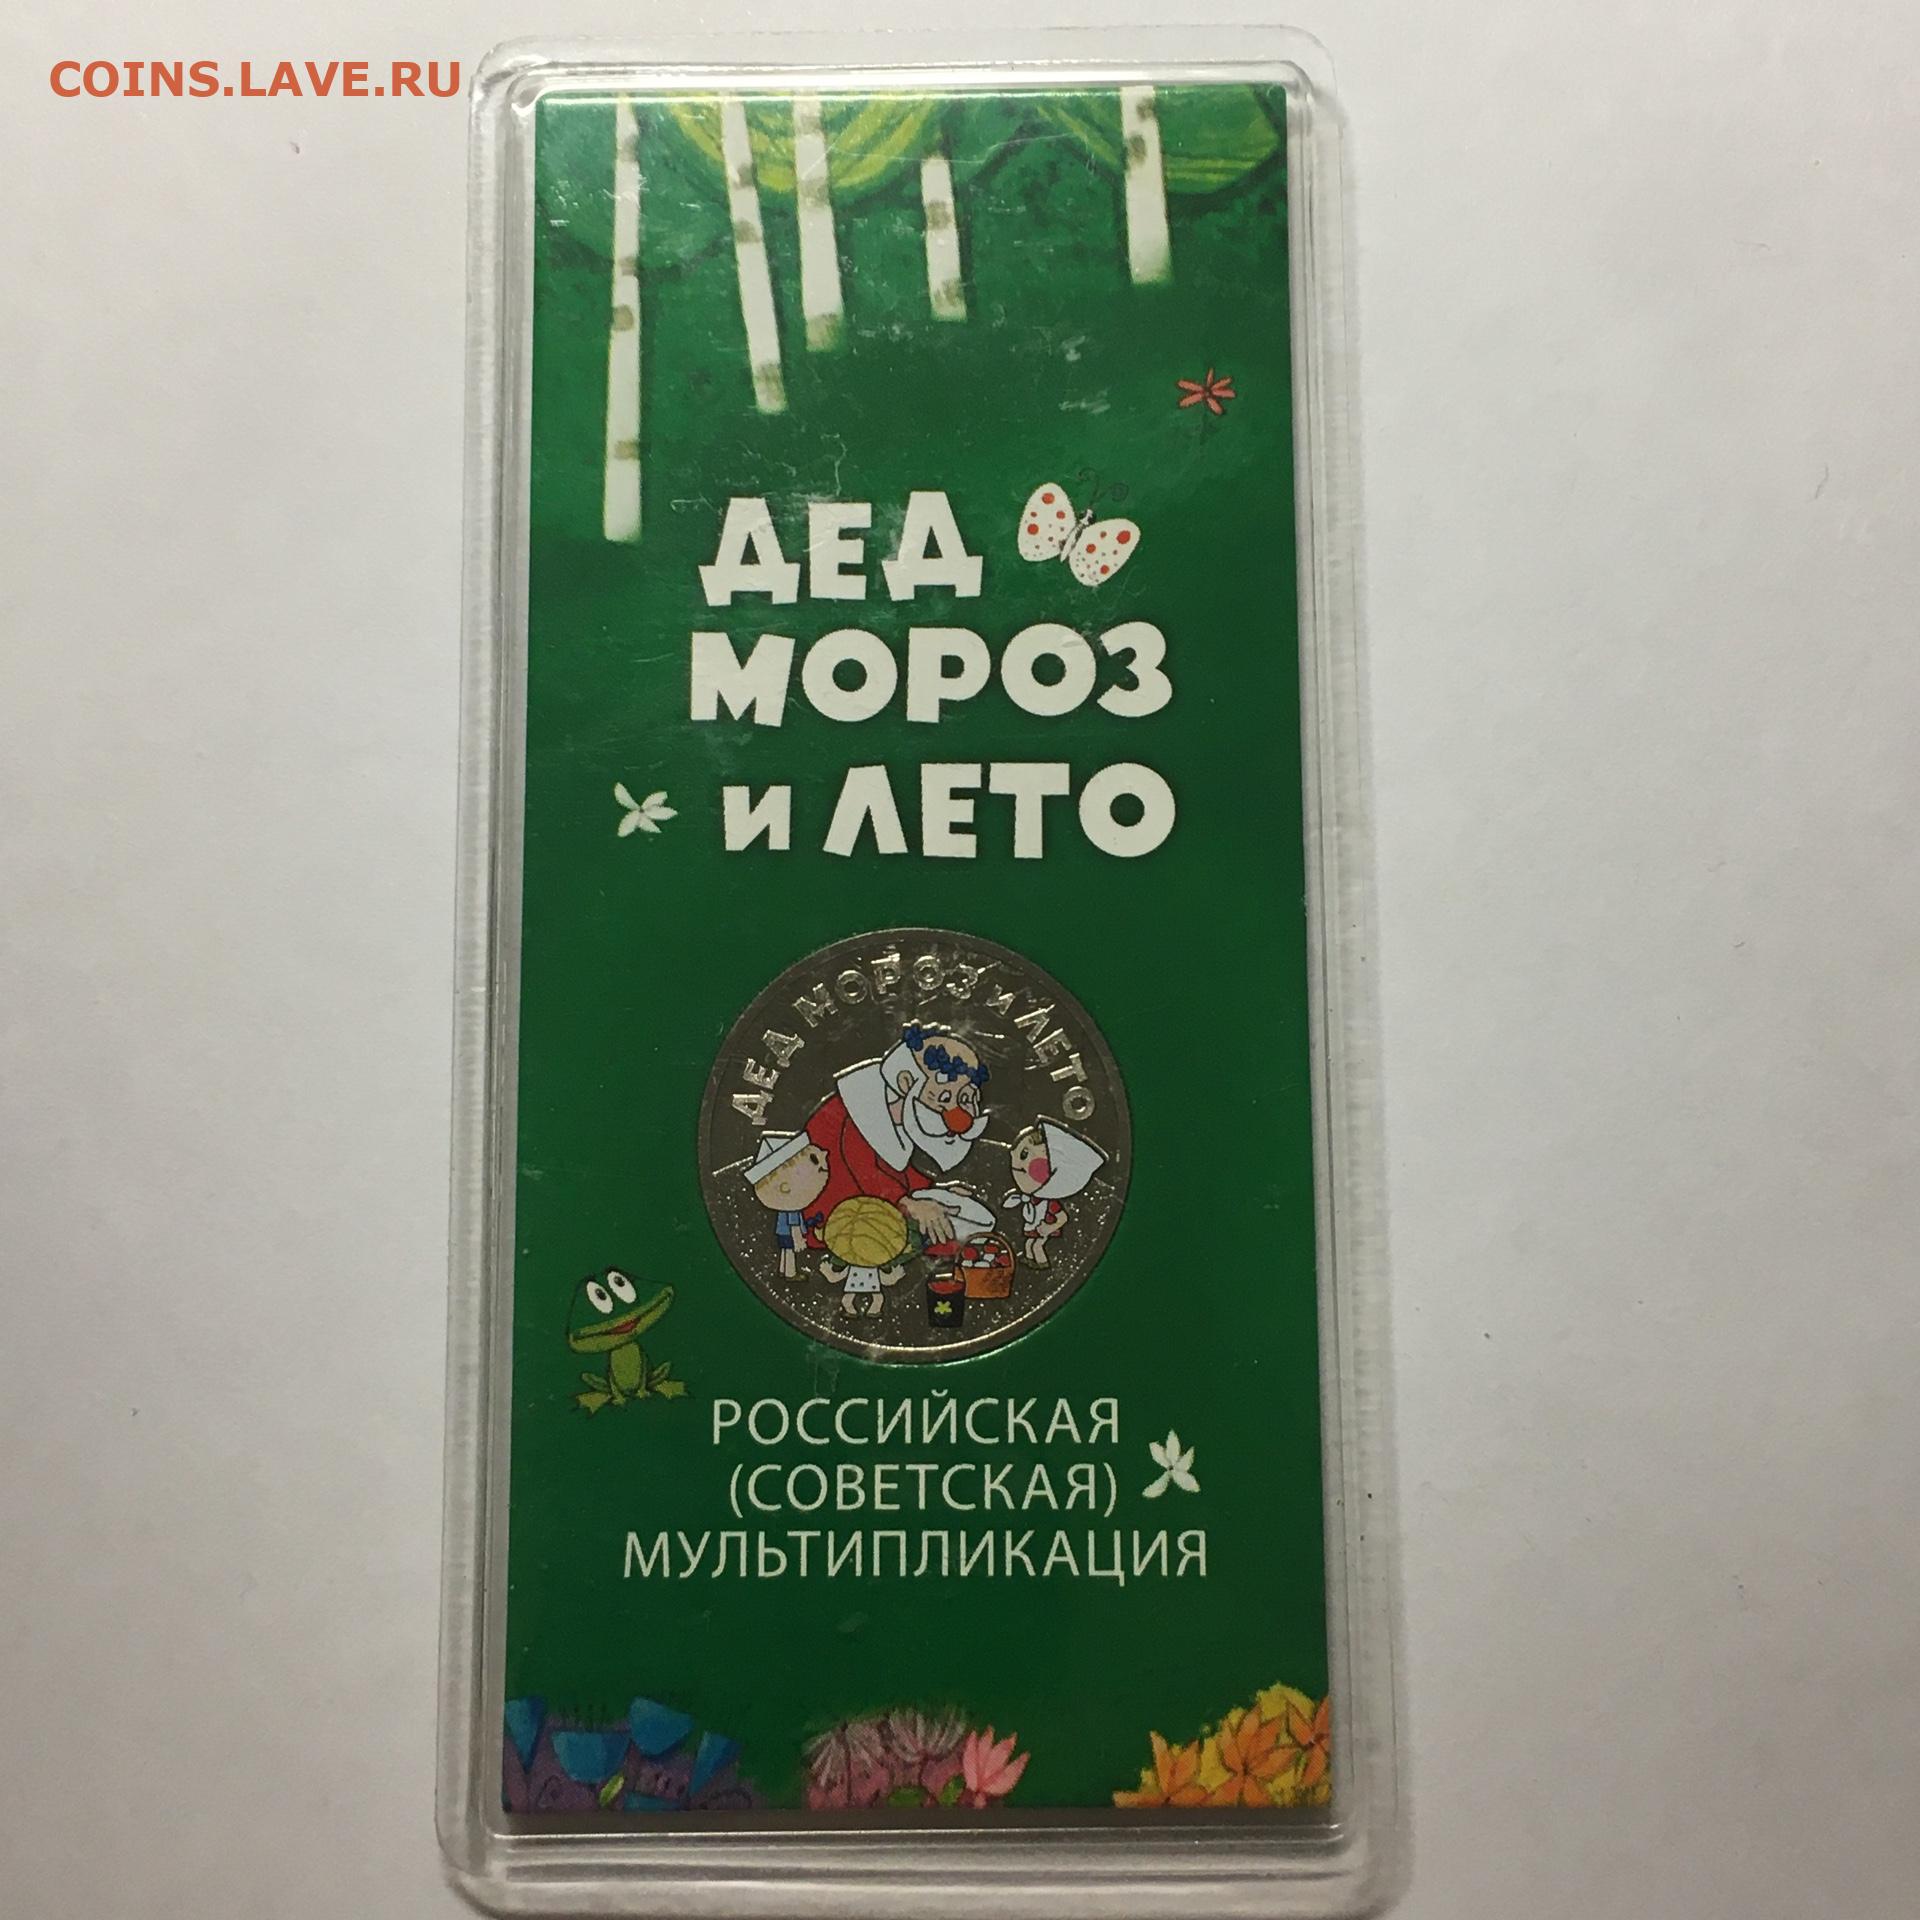 COINS.LAVE.RU
ДЕД
МОРОЗ
И ЛЕТО
ДЕД МОРОЗ И ЛЕТО
РОССИЙСКАЯ
(СОВЕТСКАЯ)
МУЛЬТИПЛИКАЦИЯ